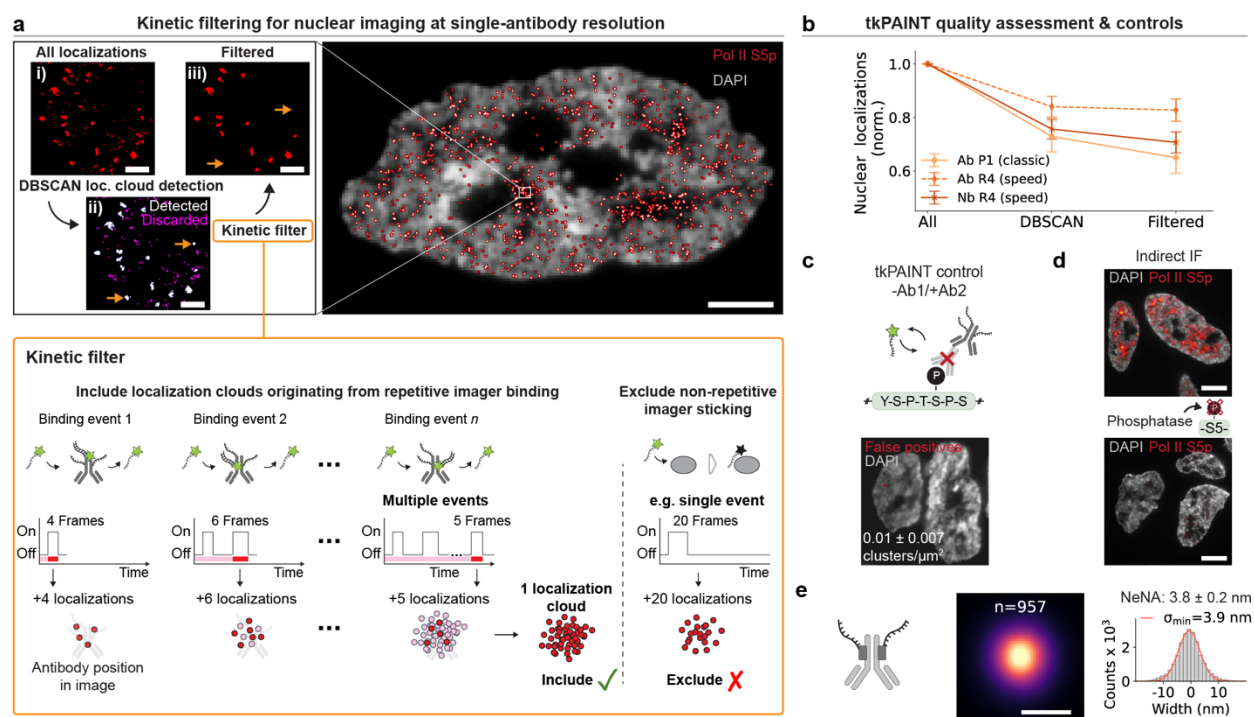 a
Kinetic filtering for nuclear imaging at single-antibody resolution
All localizations
Filtered
i)
iii)
DBSCAN loc. cloud detection
ii)
Detected
Discarded
Kinetic filter
Pol II S5p
DAPI
Kinetic filter
Include localization clouds originating from repetitive imager binding
Exclude non-repetitive
imager sticking
Binding event 1
Binding event 2
...
Binding event n
Multiple events
e.g. single event
On
Off
4 Frames
Time
On
Off
6 Frames
Time
...
On
Off
5 Frames
...
Time
On
Off
20 Frames
Time
+4 localizations
+6 localizations
...
+5 localizations
1 localization
cloud
+20 localizations
Antibody position
in image
Include ✓
Exclude ✗
b
tkPAINT quality assessment & controls
Nuclear localizations
(norm.)
1.0
0.8
0.6
Ab P1 (classic)
Ab R4 (speed)
Nb R4 (speed)
All
DBSCAN
Filtered
c
tkPAINT control
-Ab1/+Ab2
P
Y-S-P-T-S-P-S
False positives
DAPI
0.01 ± 0.007
clusters/µm²
d
Indirect IF
DAPI Pol II S5p
Phosphatase
P
-S5-
DAPI Pol II S5p
e
n=957
NeNA: 3.8 ± 0.2 nm
σmin=3.9 nm
Counts x 10³
2
0
-10
0
10
Width (nm)